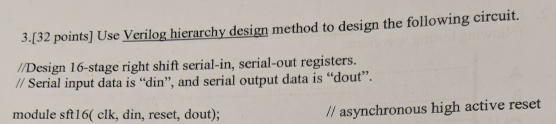 3.[32 points] Use Verilog hierarchy design method to design the following circuit.
//Design 16-stage right shift serial-in, serial-out registers.
// Serial input data is “din”, and serial output data is “dout”.
module sft16( clk, din, reset, dout); // asynchronous high active reset